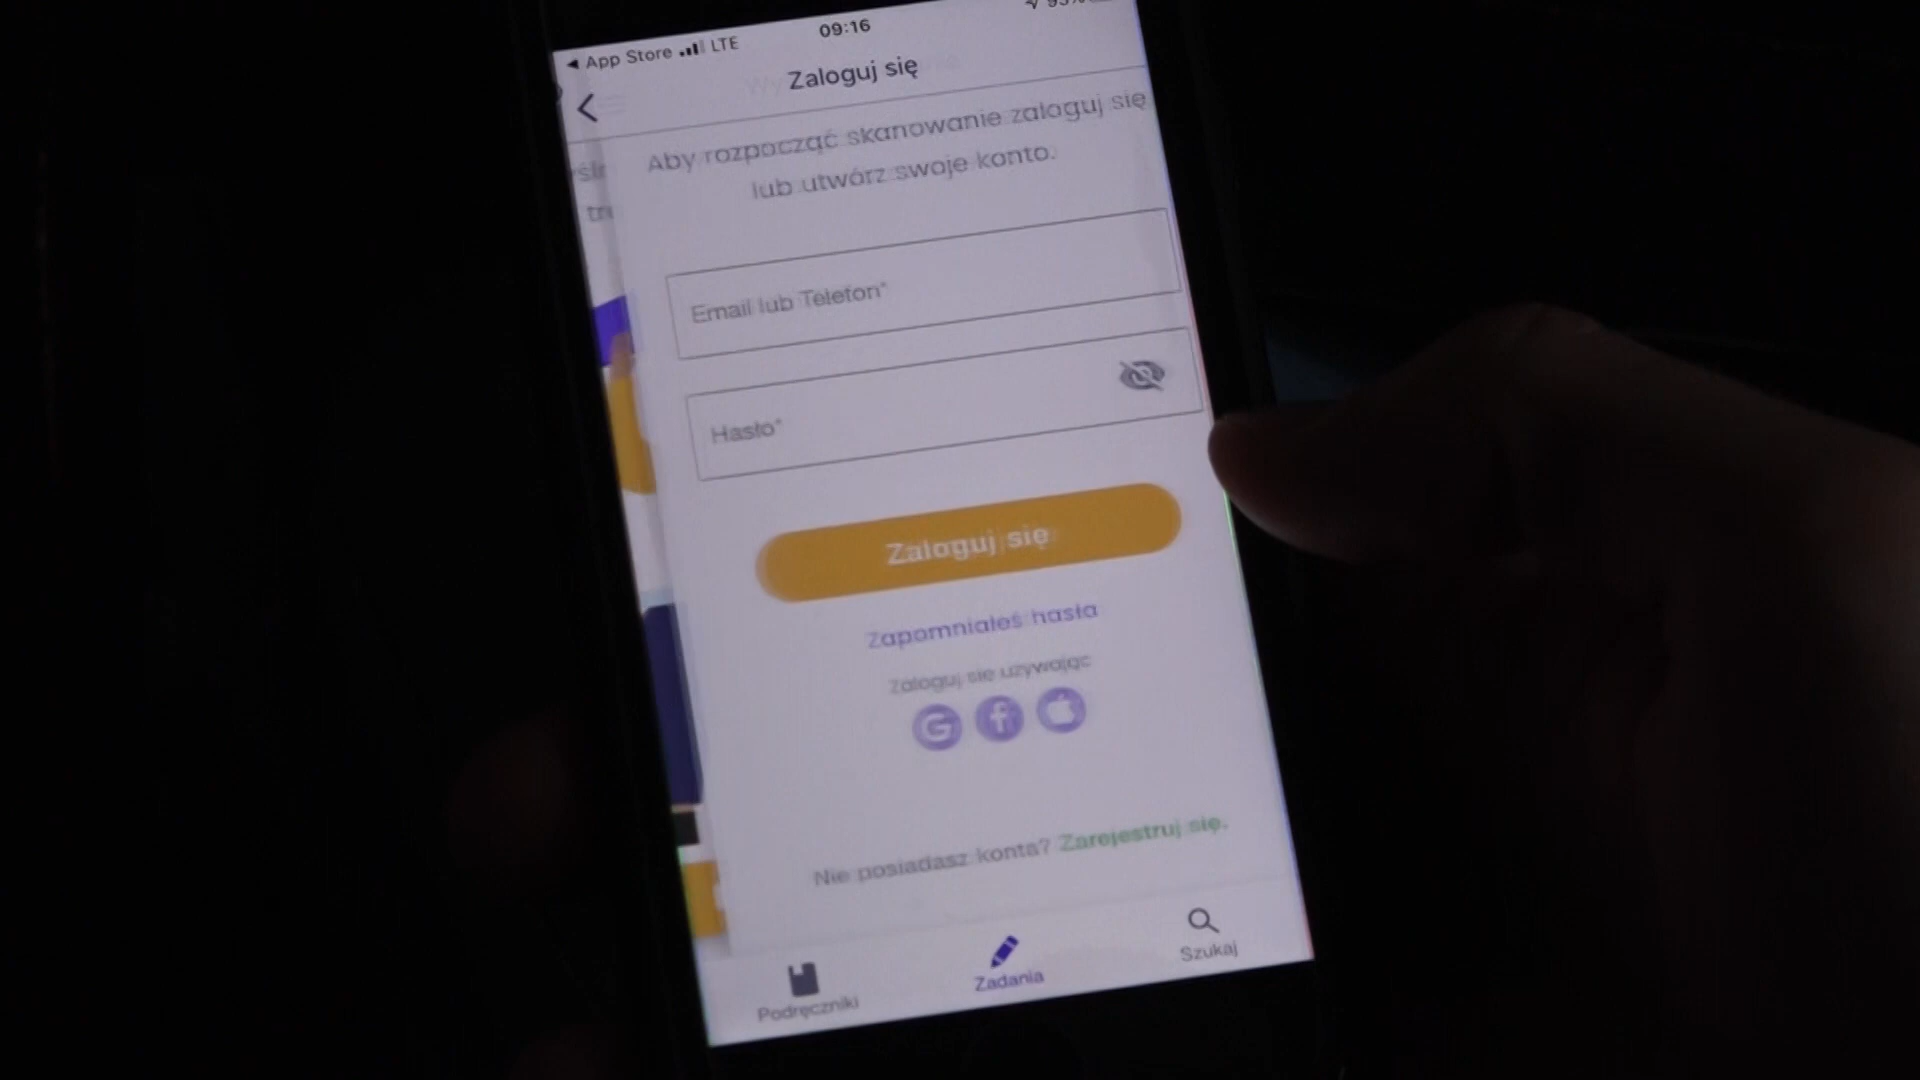 App Store LTE 09:16 93%
Zaloguj się
Aby rozpocząć skanowanie zaloguj się
lub utwórz swoje konto.
Email lub Telefon*
Hasło*
Zaloguj się
Zapomniałeś hasła
Zaloguj się używając
Nie posiadasz konta? Zarejestruj się.
Podręczniki Zadania Szukaj